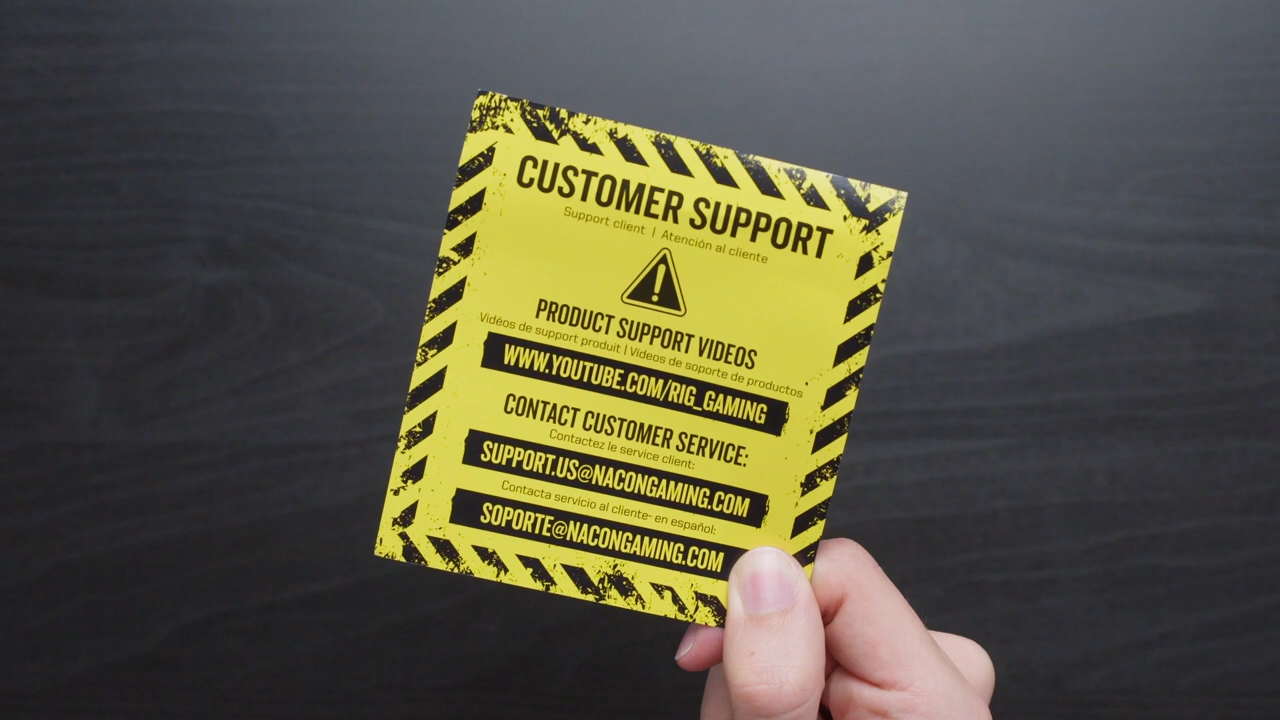 CUSTOMER SUPPORT
Support client | Atención al cliente
PRODUCT SUPPORT VIDEOS
Vidéos de support produit | Videos de soporte de productos
WWW.YOUTUBE.COM/RIG_GAMING
CONTACT CUSTOMER SERVICE:
Contactez le service client:
SUPPORT.US@NACONGAMING.COM
Contacta servicio al cliente- en español:
SOPORTE@NACONGAMING.COM